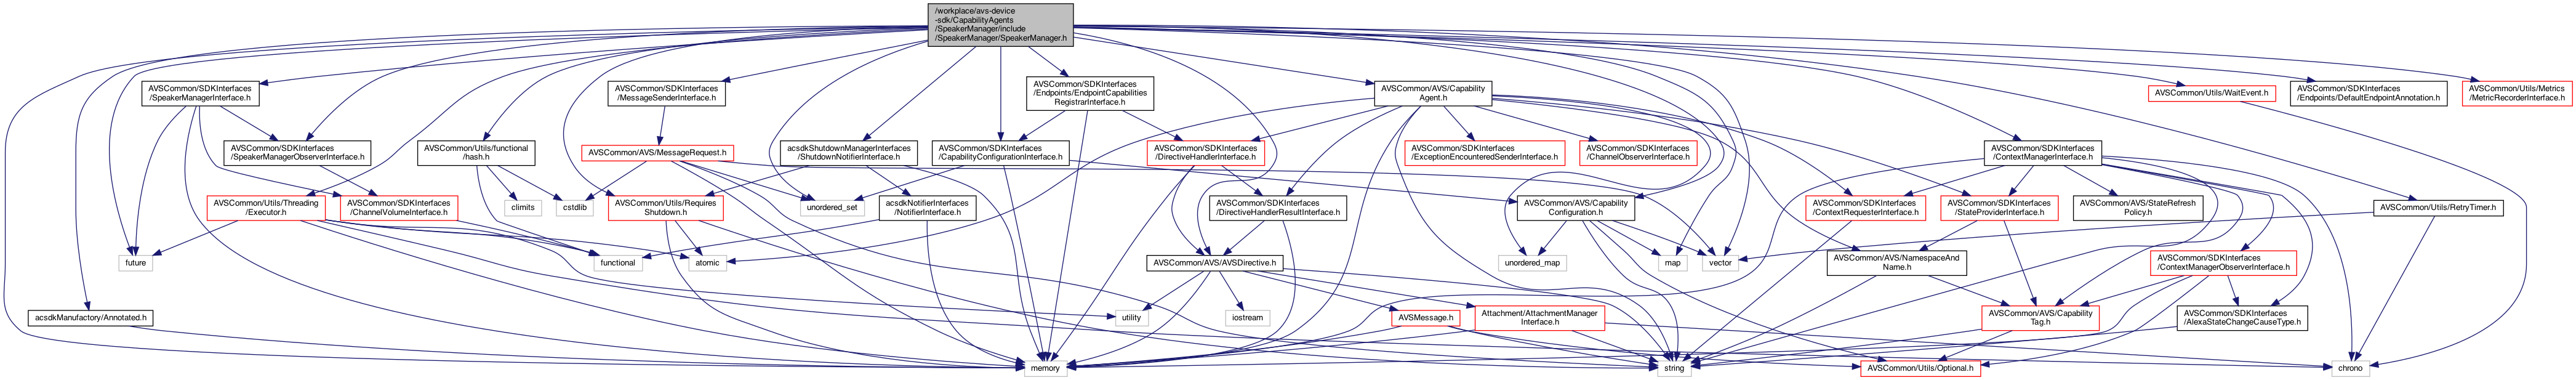 /workplace/avs-device
-sdk/CapabilityAgents
/SpeakerManager/include
/SpeakerManager/SpeakerManager.h
AVSCommon/SDKInterfaces
/SpeakerManagerInterface.h
AVSCommon/SDKInterfaces
/MessageSenderInterface.h
AVSCommon/SDKInterfaces
/Endpoints/EndpointCapabilities
RegistrarInterface.h
AVSCommon/AVS/Capability
Agent.h
AVSCommon/Utils/WaitEvent.h
AVSCommon/SDKInterfaces
/Endpoints/DefaultEndpointAnnotation.h
AVSCommon/Utils/Metrics
/MetricRecorderInterface.h
AVSCommon/SDKInterfaces
/SpeakerManagerObserverInterface.h
AVSCommon/Utils/functional
/hash.h
AVSCommon/AVS/MessageRequest.h
acsdkShutdownManagerInterfaces
/ShutdownNotifierInterface.h
AVSCommon/SDKInterfaces
/CapabilityConfigurationInterface.h
AVSCommon/SDKInterfaces
/DirectiveHandlerInterface.h
AVSCommon/SDKInterfaces
/ExceptionEncounteredSenderInterface.h
AVSCommon/SDKInterfaces
/ChannelObserverInterface.h
AVSCommon/SDKInterfaces
/ContextManagerInterface.h
AVSCommon/Utils/Threading
/Executor.h
AVSCommon/SDKInterfaces
/ChannelVolumeInterface.h
climits
cstdlib
AVSCommon/Utils/Requires
Shutdown.h
unordered_set
acsdkNotifierInterfaces
/NotifierInterface.h
AVSCommon/SDKInterfaces
/DirectiveHandlerResultInterface.h
AVSCommon/AVS/Capability
Configuration.h
AVSCommon/SDKInterfaces
/ContextRequesterInterface.h
AVSCommon/SDKInterfaces
/StateProviderInterface.h
AVSCommon/AVS/StateRefresh
Policy.h
AVSCommon/Utils/RetryTimer.h
future
functional
atomic
AVSCommon/AVS/AVSDirective.h
unordered_map
map
vector
AVSCommon/AVS/NamespaceAnd
Name.h
AVSCommon/SDKInterfaces
/ContextManagerObserverInterface.h
acsdkManufactory/Annotated.h
utility
iostream
AVSMessage.h
Attachment/AttachmentManager
Interface.h
AVSCommon/AVS/Capability
Tag.h
AVSCommon/SDKInterfaces
/AlexaStateChangeCauseType.h
memory
string
AVSCommon/Utils/Optional.h
chrono